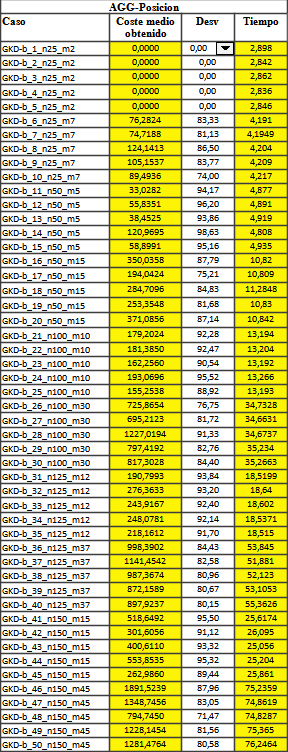 AGG-Posicion
Caso Coste medio obtenido Desv Tiempo
GKD-b_1_n25_m2 0,0000 0,00 2,898
GKD-b_2_n25_m2 0,0000 0,00 2,842
GKD-b_3_n25_m2 0,0000 0,00 2,862
GKD-b_4_n25_m2 0,0000 0,00 2,836
GKD-b_5_n25_m2 0,0000 0,00 2,846
GKD-b_6_n25_m7 76,2824 83,33 4,191
GKD-b_7_n25_m7 74,7188 81,13 4,1949
GKD-b_8_n25_m7 124,1413 86,50 4,204
GKD-b_9_n25_m7 105,1537 83,77 4,209
GKD-b_10_n25_m7 89,4936 74,00 4,217
GKD-b_11_n50_m5 33,0282 94,17 4,877
GKD-b_12_n50_m5 55,8351 96,20 4,891
GKD-b_13_n50_m5 38,4525 93,86 4,919
GKD-b_14_n50_m5 120,9695 98,63 4,808
GKD-b_15_n50_m5 58,8991 95,16 4,935
GKD-b_16_n50_m15 350,0358 87,79 10,82
GKD-b_17_n50_m15 194,0424 75,21 10,809
GKD-b_18_n50_m15 284,7096 84,83 11,2848
GKD-b_19_n50_m15 253,3548 81,68 10,83
GKD-b_20_n50_m15 371,0856 87,14 10,842
GKD-b_21_n100_m10 179,2024 92,28 13,194
GKD-b_22_n100_m10 181,3850 92,47 13,204
GKD-b_23_n100_m10 162,2560 90,54 13,192
GKD-b_24_n100_m10 193,0696 95,52 13,266
GKD-b_25_n100_m10 155,2538 88,92 13,193
GKD-b_26_n100_m30 725,8654 76,75 34,7328
GKD-b_27_n100_m30 695,2123 81,72 34,6631
GKD-b_28_n100_m30 1227,0194 91,33 34,6737
GKD-b_29_n100_m30 797,4192 82,76 35,234
GKD-b_30_n100_m30 817,3028 84,40 35,2663
GKD-b_31_n125_m12 190,7993 93,84 18,5199
GKD-b_32_n125_m12 276,3633 93,20 18,64
GKD-b_33_n125_m12 243,9167 92,40 18,602
GKD-b_34_n125_m12 248,0781 92,14 18,5371
GKD-b_35_n125_m12 218,1612 91,70 18,515
GKD-b_36_n125_m37 998,3902 84,43 53,845
GKD-b_37_n125_m37 1141,4542 82,58 51,881
GKD-b_38_n125_m37 987,3674 80,96 52,123
GKD-b_39_n125_m37 872,1589 80,67 53,1053
GKD-b_40_n125_m37 897,9237 80,15 55,3626
GKD-b_41_n150_m15 518,6492 95,50 25,6174
GKD-b_42_n150_m15 301,6056 91,12 26,095
GKD-b_43_n150_m15 400,6110 93,32 25,056
GKD-b_44_n150_m15 553,8535 95,32 25,204
GKD-b_45_n150_m15 262,9860 89,44 25,861
GKD-b_46_n150_m45 1891,5239 87,96 75,2359
GKD-b_47_n150_m45 1348,7456 83,05 74,8619
GKD-b_48_n150_m45 794,7450 71,47 74,8287
GKD-b_49_n150_m45 1228,1454 81,56 75,365
GKD-b_50_n150_m45 1281,4764 80,58 76,2464